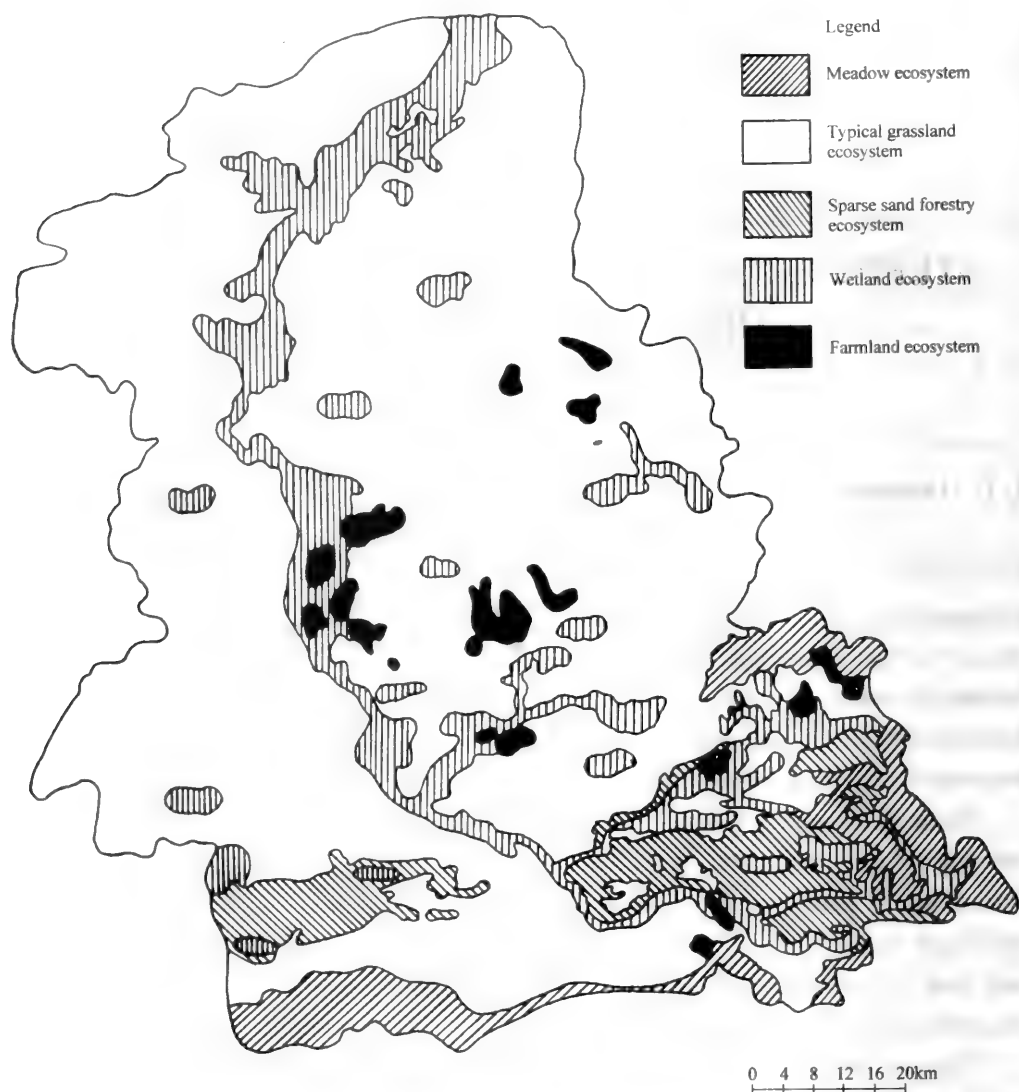 Legend
Meadow ecosystem
Typical grassland
ecosystem
Sparse sand forestry
ecosystem
Wetland ecosystem
Farmland ecosystem
0 4 8 12 16 20km